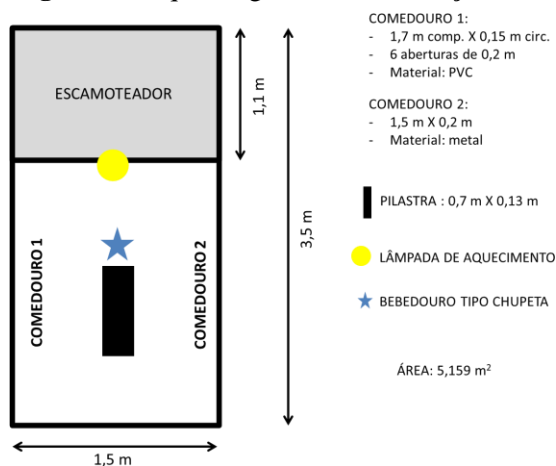 COMEDOURO 1:
- 1,7 m comp. X 0,15 m circ.
- 6 aberturas de 0,2 m
- Material: PVC
COMEDOURO 2:
- 1,5 m X 0,2 m
- Material: metal
PILASTRA : 0,7 m X 0,13 m
LÂMPADA DE AQUECIMENTO
BEBEDOURO TIPO CHUPETA
ÁREA: 5,159 m²
ESCAMOTEADOR
1,1 m
3,5 m
COMEDOURO 1
COMEDOURO 2
1,5 m